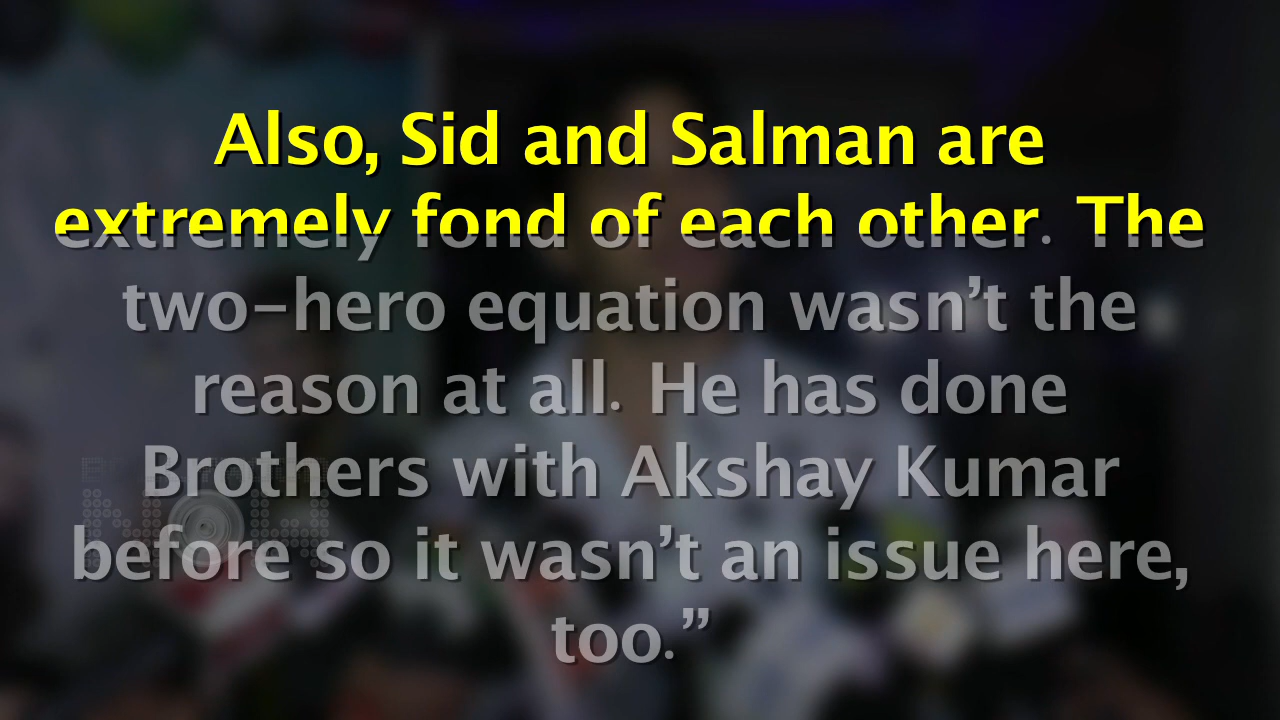 Also, Sid and Salman are
extremely fond of each other. The
two-hero equation wasn’t the
reason at all. He has done
Brothers with Akshay Kumar
before so it wasn’t an issue here,
too.”
NOW